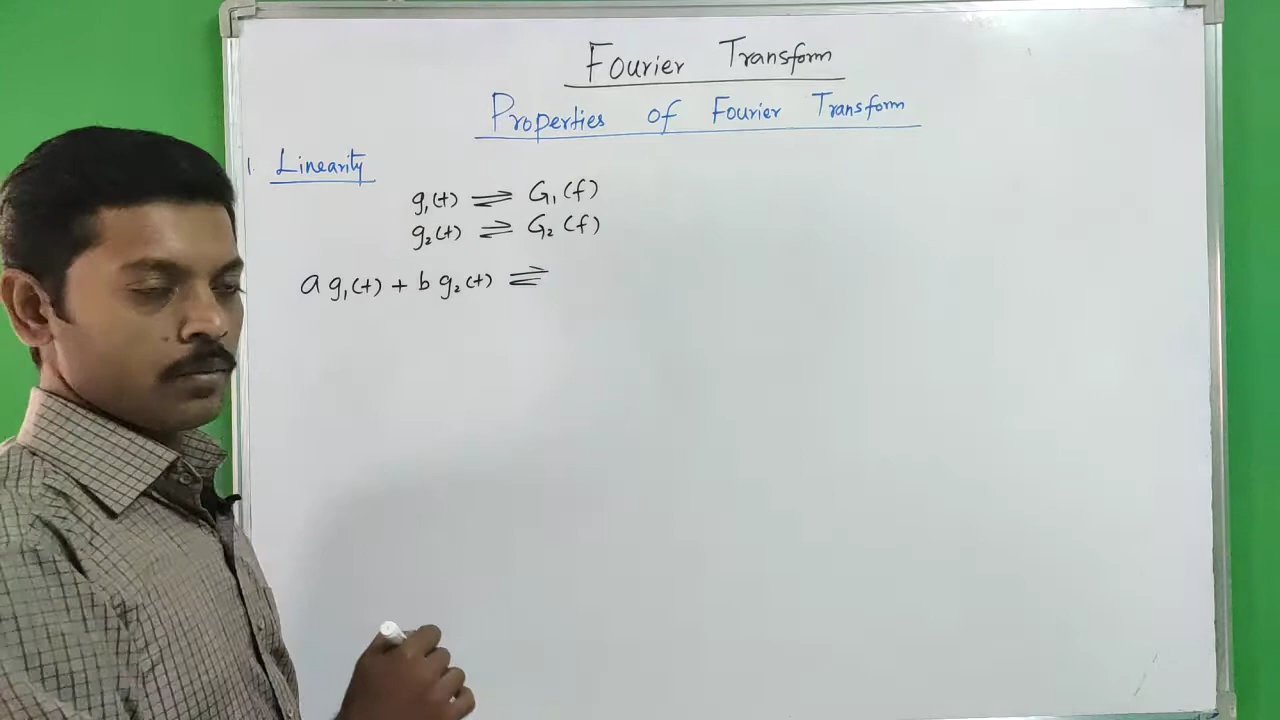 Fourier Transform
Properties of Fourier Transform
1. Linearity
g₁(t) ⇌ G₁(f)
g₂(t) ⇌ G₂(f)
a g₁(t) + b g₂(t) ⇌